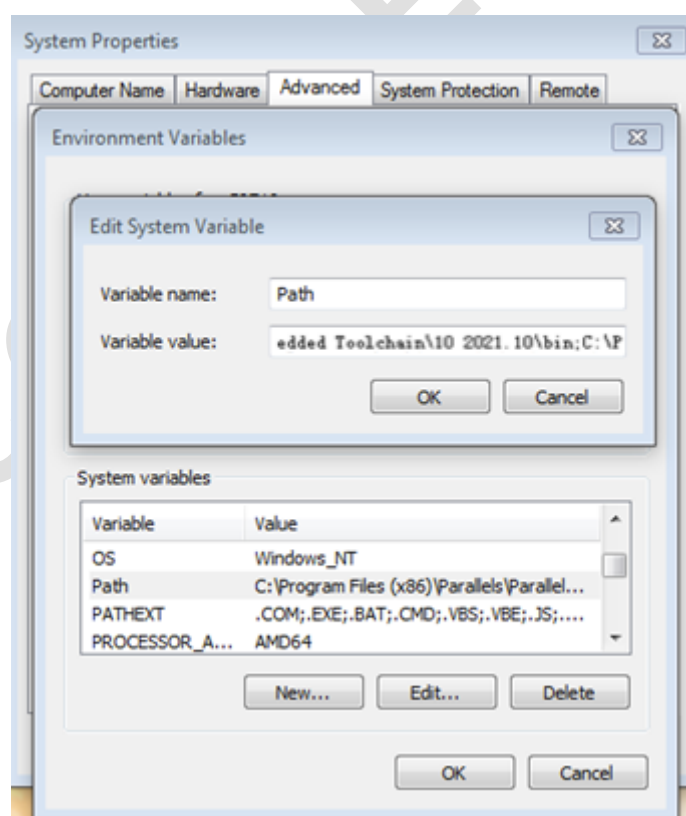 System Properties
Computer Name Hardware Advanced System Protection Remote
Environment Variables
Edit System Variable
Variable name: Path
Variable value: edded Toolchain\10 2021.10\bin;C:\P
OK Cancel
System variables
Variable Value
OS Windows_NT
Path C:\Program Files (x86)\Parallels\Parallel...
PATHEXT .COM;.EXE;.BAT;.CMD;.VBS;.VBE;.JS;....
PROCESSOR_A... AMD64
New... Edit... Delete
OK Cancel